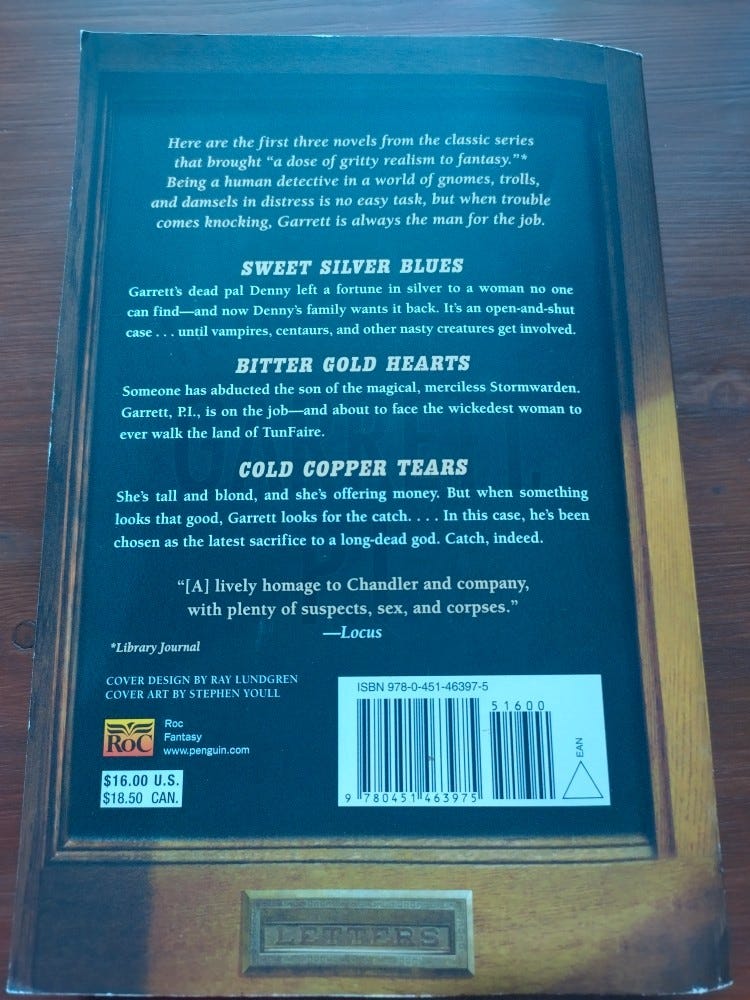 Here are the first three novels from the classic series
that brought “a dose of gritty realism to fantasy.”*
Being a human detective in a world of gnomes, trolls,
and damsels in distress is no easy task, but when trouble
comes knocking, Garrett is always the man for the job.
SWEET SILVER BLUES
Garrett’s dead pal Denny left a fortune in silver to a woman no one
can find—and now Denny’s family wants it back. It’s an open-and-shut
case . . . until vampires, centaurs, and other nasty creatures get involved.
BITTER GOLD HEARTS
Someone has abducted the son of the magical, merciless Stormwarden.
Garrett, P.I., is on the job—and about to face the wickedest woman to
ever walk the land of TunFaire.
COLD COPPER TEARS
She’s tall and blond, and she’s offering money. But when something
looks that good, Garrett looks for the catch. . . . In this case, he’s been
chosen as the latest sacrifice to a long-dead god. Catch, indeed.
“[A] lively homage to Chandler and company,
with plenty of suspects, sex, and corpses.”
—Locus
*Library Journal
COVER DESIGN BY RAY LUNDGREN
COVER ART BY STEPHEN YOULL
ROC
Roc
Fantasy
www.penguin.com
$16.00 U.S.
$18.50 CAN.
ISBN 978-0-451-46397-5
51600
9 780451 463975
EAN
LETTERS